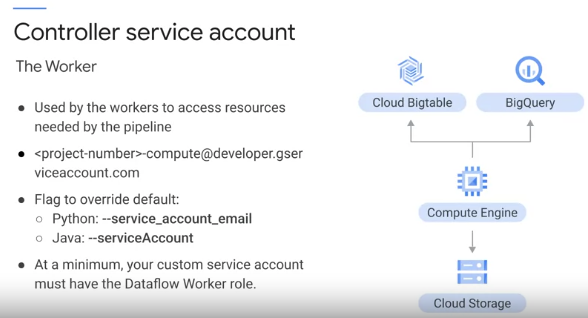 Controller service account
The Worker
● Used by the workers to access resources
needed by the pipeline
● <project-number>-compute@developer.gser
viceaccount.com
● Flag to override default:
○ Python: --service_account_email
○ Java: --serviceAccount
● At a minimum, your custom service account
must have the Dataflow Worker role.
Cloud Bigtable
BigQuery
Compute Engine
Cloud Storage